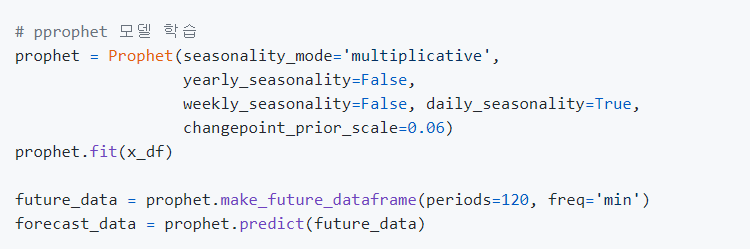 # pprophet 모델 학습
prophet = Prophet(seasonality_mode='multiplicative',
                  yearly_seasonality=False,
                  weekly_seasonality=False, daily_seasonality=True,
                  changepoint_prior_scale=0.06)
prophet.fit(x_df)

future_data = prophet.make_future_dataframe(periods=120, freq='min')
forecast_data = prophet.predict(future_data)